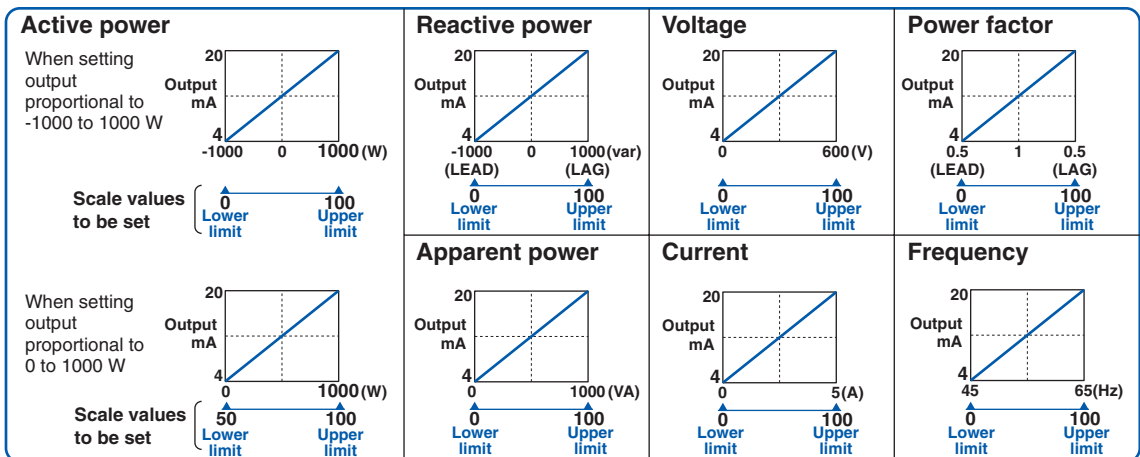 Active power
When setting
output
proportional to
-1000 to 1000 W
20
Output
mA
4
-1000 0 1000 (W)
Scale values
to be set
0 100
Lower
limit
Upper
limit
Reactive power
20
Output
mA
4
-1000 0 1000 (var)
(LEAD) (LAG)
0 100
Lower
limit
Upper
limit
Voltage
20
Output
mA
4
0 600 (V)
0 100
Lower
limit
Upper
limit
Power factor
20
Output
mA
4
0.5 1 0.5
(LEAD) (LAG)
0 100
Lower
limit
Upper
limit
When setting
output
proportional to
0 to 1000 W
20
Output
mA
4
0 1000 (W)
Scale values
to be set
50 100
Lower
limit
Upper
limit
Apparent power
20
Output
mA
4
0 1000 (VA)
0 100
Lower
limit
Upper
limit
Current
20
Output
mA
4
0 5 (A)
0 100
Lower
limit
Upper
limit
Frequency
20
Output
mA
4
45 65 (Hz)
0 100
Lower
limit
Upper
limit